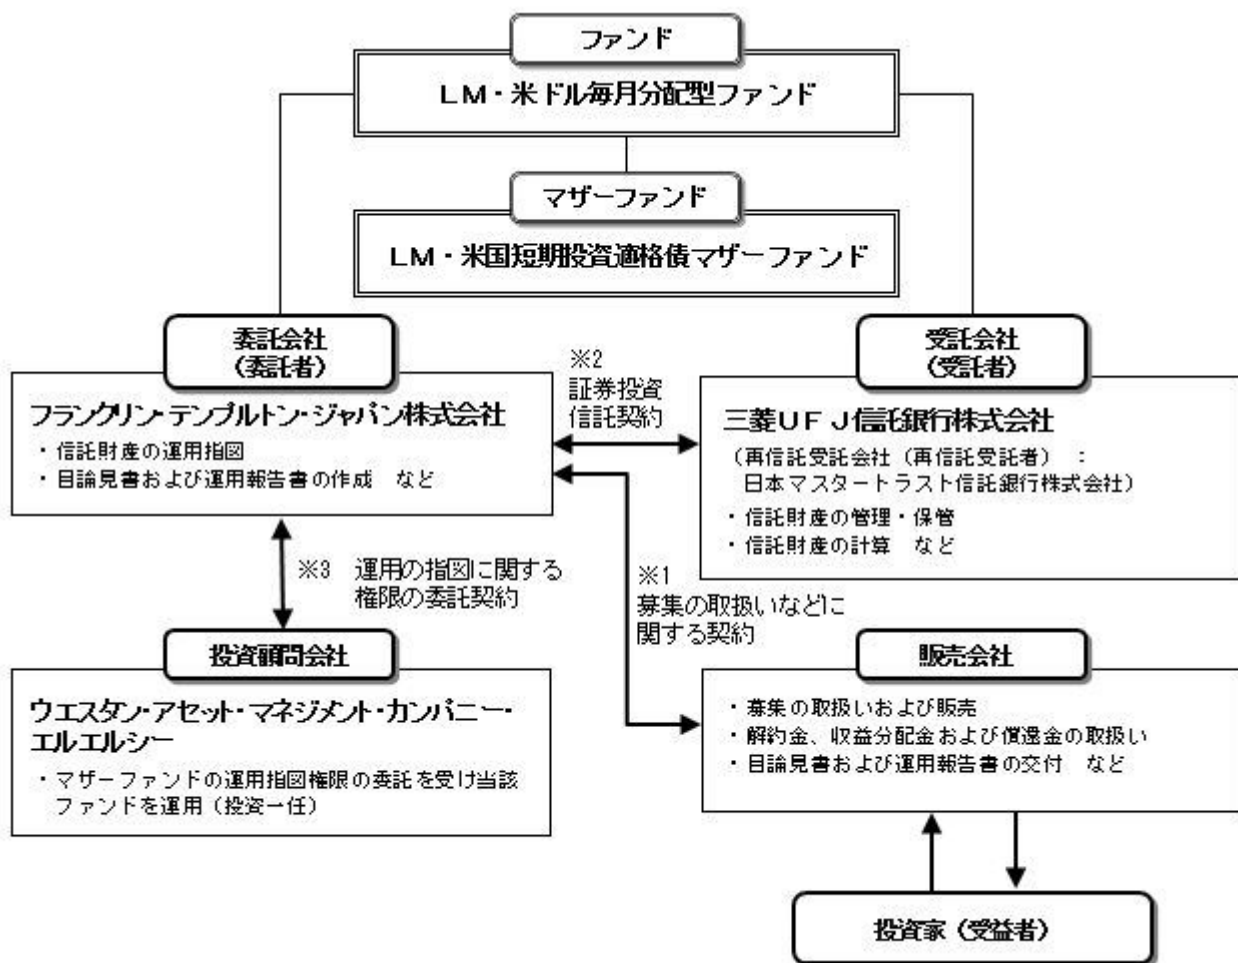 ファンド
LM・米ドル毎月分配型ファンド
マザーファンド
LM・米国短期投資適格債マザーファンド
委託会社
(委託者)
フランクリン・テンプルトン・ジャパン株式会社
・信託財産の運用指図
・目論見書および運用報告書の作成 など
※2
証券投資
信託契約
受託会社
(受託者)
三菱UFJ信託銀行株式会社
(再信託受託会社(再信託受託者) :
日本マスタートラスト信託銀行株式会社)
・信託財産の管理・保管
・信託財産の計算 など
※3 運用の指図に関する
権限の委託契約
※1
募集の取扱いなどに
関する契約
投資顧問会社
ウエスタン・アセット・マネジメント・カンパニー・
エルエルシー
・マザーファンドの運用指図権限の委託を受け当該
ファンドを運用(投資一任)
販売会社
・募集の取扱いおよび販売
・解約金、収益分配金および償還金の取扱い
・目論見書および運用報告書の交付 など
投資家(受益者)